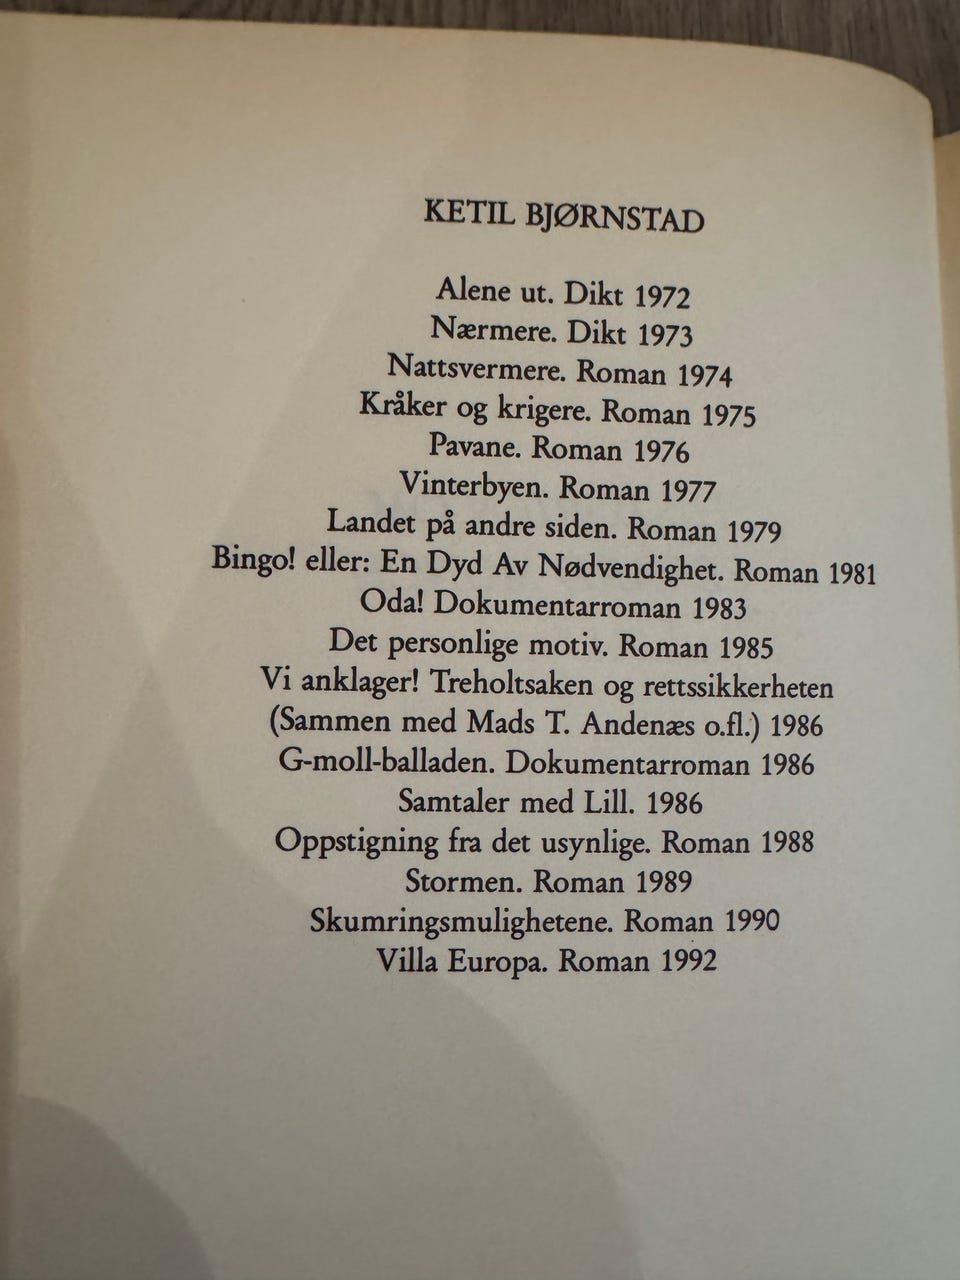 KETIL BJØRNSTAD
Alene ut. Dikt 1972
Nærmere. Dikt 1973
Nattsvermere. Roman 1974
Kråker og krigere. Roman 1975
Pavane. Roman 1976
Vinterbyen. Roman 1977
Landet på andre siden. Roman 1979
Bingo! eller: En Dyd Av Nødvendighet. Roman 1981
Oda! Dokumentarroman 1983
Det personlige motiv. Roman 1985
Vi anklager! Treholtsaken og rettssikkerheten
(Sammen med Mads T. Andenæs o.fl.) 1986
G-moll-balladen. Dokumentarroman 1986
Samtaler med Lill. 1986
Oppstigning fra det usynlige. Roman 1988
Stormen. Roman 1989
Skumringsmulighetene. Roman 1990
Villa Europa. Roman 1992